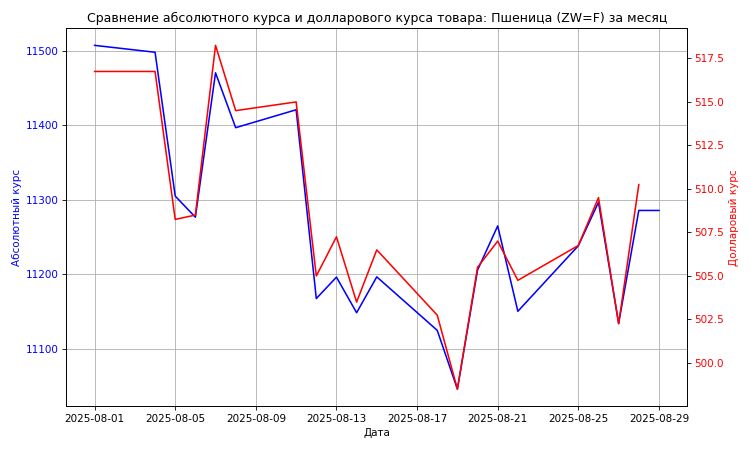 Сравнение абсолютного курса и долларового курса товара: Пшеница (ZW=F) за месяц
11500
11400
11300
11200
11100
Абсолютный курс
517.5
515.0
512.5
510.0
507.5
505.0
502.5
500.0
Долларовый курс
2025-08-01 2025-08-05 2025-08-09 2025-08-13 2025-08-17 2025-08-21 2025-08-25 2025-08-29
Дата